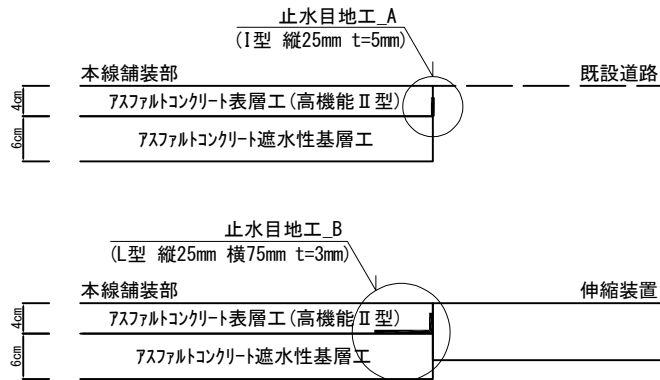 止水目地工_A
(I型 縦25mm t=5mm)
本線舗装部
既設道路
4cm
アスファルトコンクリート表層工(高機能Ⅱ型)
6cm
アスファルトコンクリート遮水性基層工
止水目地工_B
(L型 縦25mm 横75mm t=3mm)
本線舗装部
伸縮装置
4cm
アスファルトコンクリート表層工(高機能Ⅱ型)
6cm
アスファルトコンクリート遮水性基層工